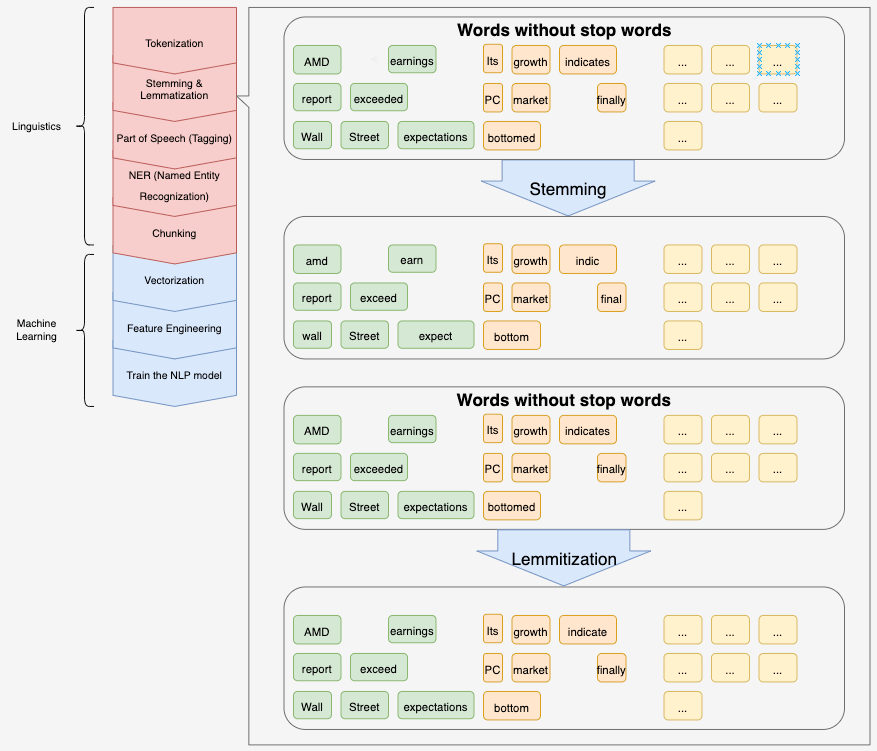 Linguistics
Machine
Learning
Tokenization
Stemming &
Lemmatization
Part of Speech (Tagging)
NER (Named Entity
Recognization)
Chunking
Vectorization
Feature Engineering
Train the NLP model
Words without stop words
AMD earnings Its growth indicates ... ... ...
report exceeded PC market finally ... ... ...
Wall Street expectations bottomed ...
Stemming
amd earn Its growth indic ... ... ...
report exceed PC market final ... ... ...
wall Street expect bottom ...
Words without stop words
AMD earnings Its growth indicates ... ... ...
report exceeded PC market finally ... ... ...
Wall Street expectations bottomed ...
Lemmitization
AMD earnings Its growth indicate ... ... ...
report exceed PC market finally ... ... ...
Wall Street expectations bottom ...